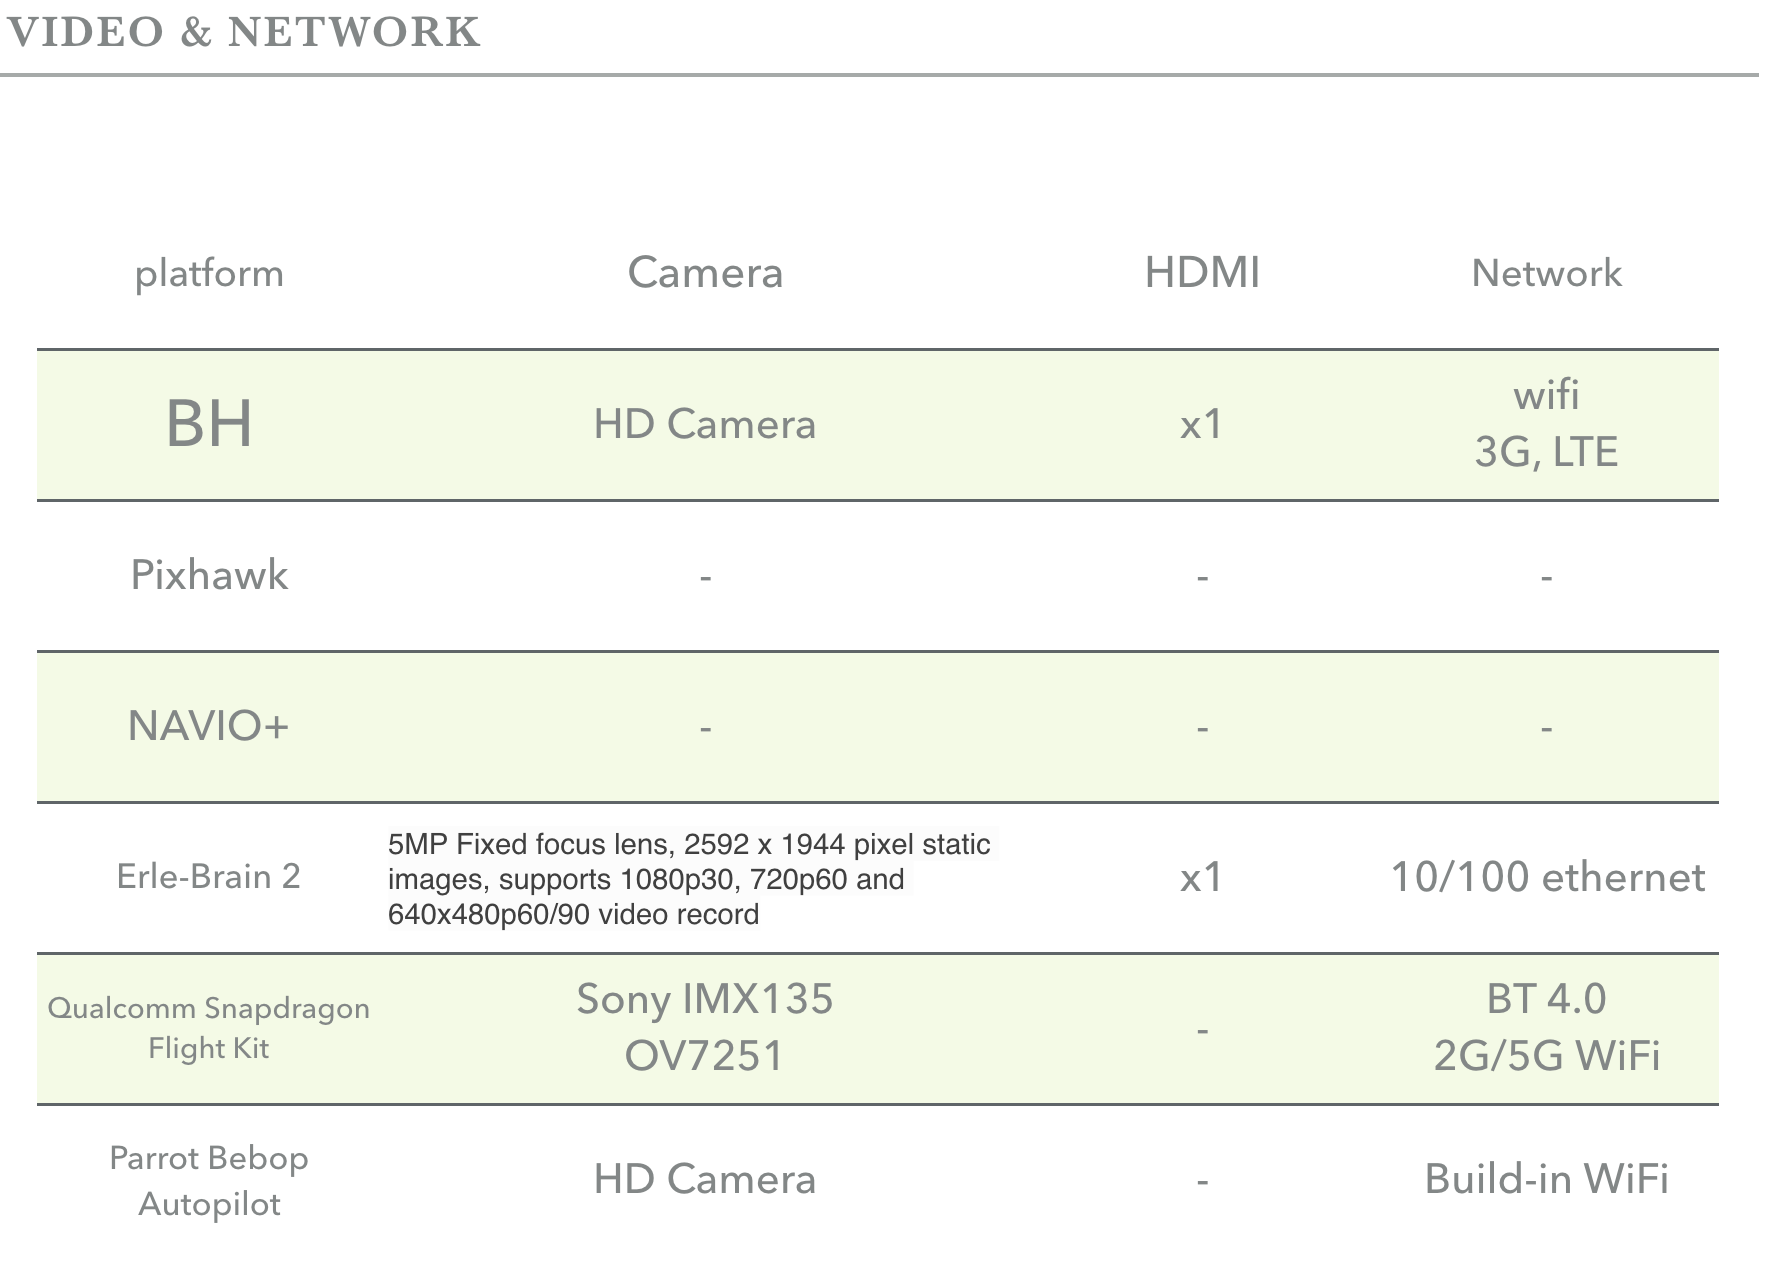 VIDEO & NETWORK
platform Camera HDMI Network
BH HD Camera x1 wifi
3G, LTE
Pixhawk - - -
NAVIO+ - - -
Erle-Brain 2 5MP Fixed focus lens, 2592 x 1944 pixel static
images, supports 1080p30, 720p60 and
640x480p60/90 video record
x1 10/100 ethernet
Qualcomm Snapdragon
Flight Kit
Sony IMX135
OV7251
-
BT 4.0
2G/5G WiFi
Parrot Bebop
Autopilot
HD Camera - Build-in WiFi